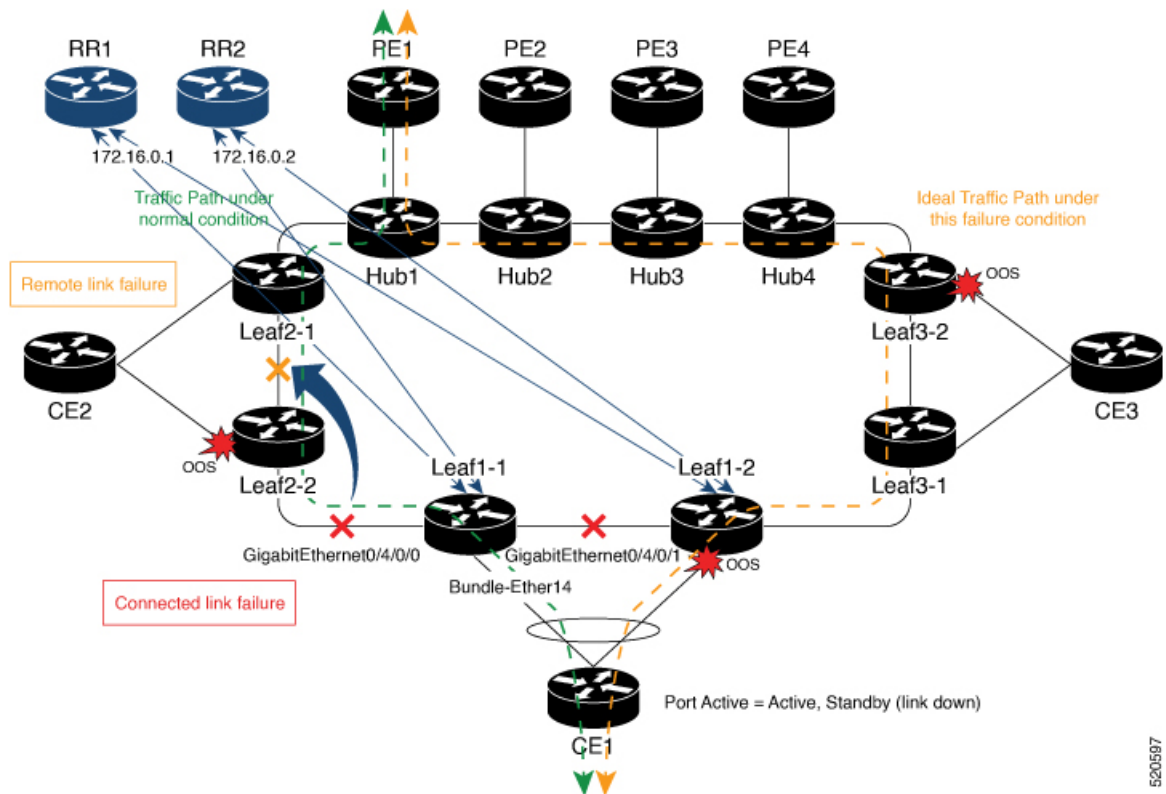 RR1
RR2
PE1
PE2
PE3
PE4
172.16.0.1
172.16.0.2
Traffic Path under
normal condition
Ideal Traffic Path under
this failure condition
Hub1
Hub2
Hub3
Hub4
Remote link failure
OOS
Leaf2-1
Leaf3-2
CE2
CE3
OOS
Leaf2-2
Leaf1-1
Leaf1-2
Leaf3-1
GigabitEthernet0/4/0/0
GigabitEthernet0/4/0/1
OOS
Bundle-Ether14
Connected link failure
Port Active = Active, Standby (link down)
CE1
520597